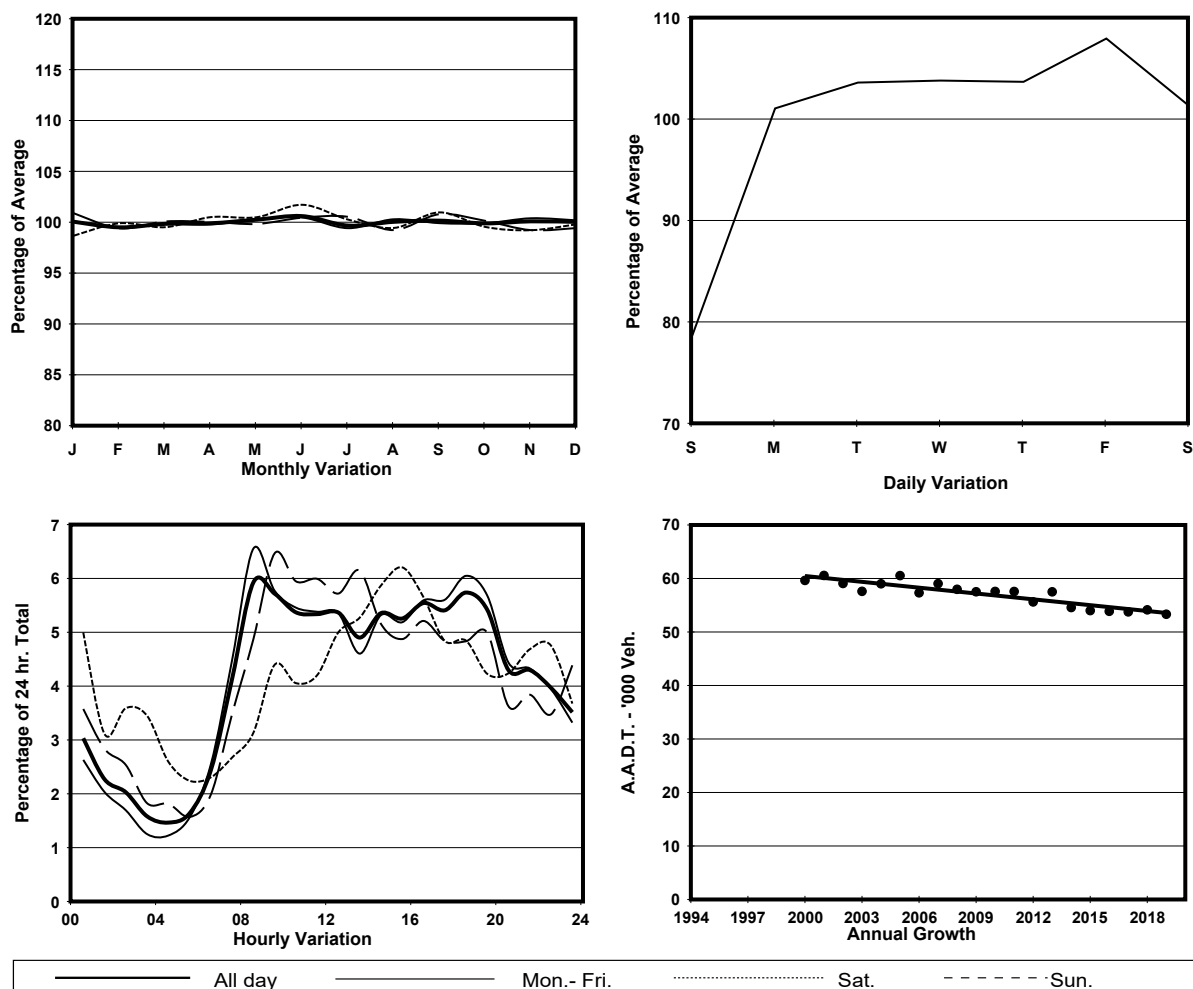 120
115
110
105
100
95
90
85
80
Percentage of Average
J F M A M J J A S O N D
Monthly Variation
110
100
90
80
70
Percentage of Average
S M T W T F S
Daily Variation
7
6
5
4
3
2
1
0
Percentage of 24 hr. Total
00 04 08 12 16 20 24
Hourly Variation
70
60
50
40
30
20
10
0
A.A.D.T. - '000 Veh.
1994 1997 2000 2003 2006 2009 2012 2015 2018
Annual Growth
All day Mon.- Fri. Sat. Sun.